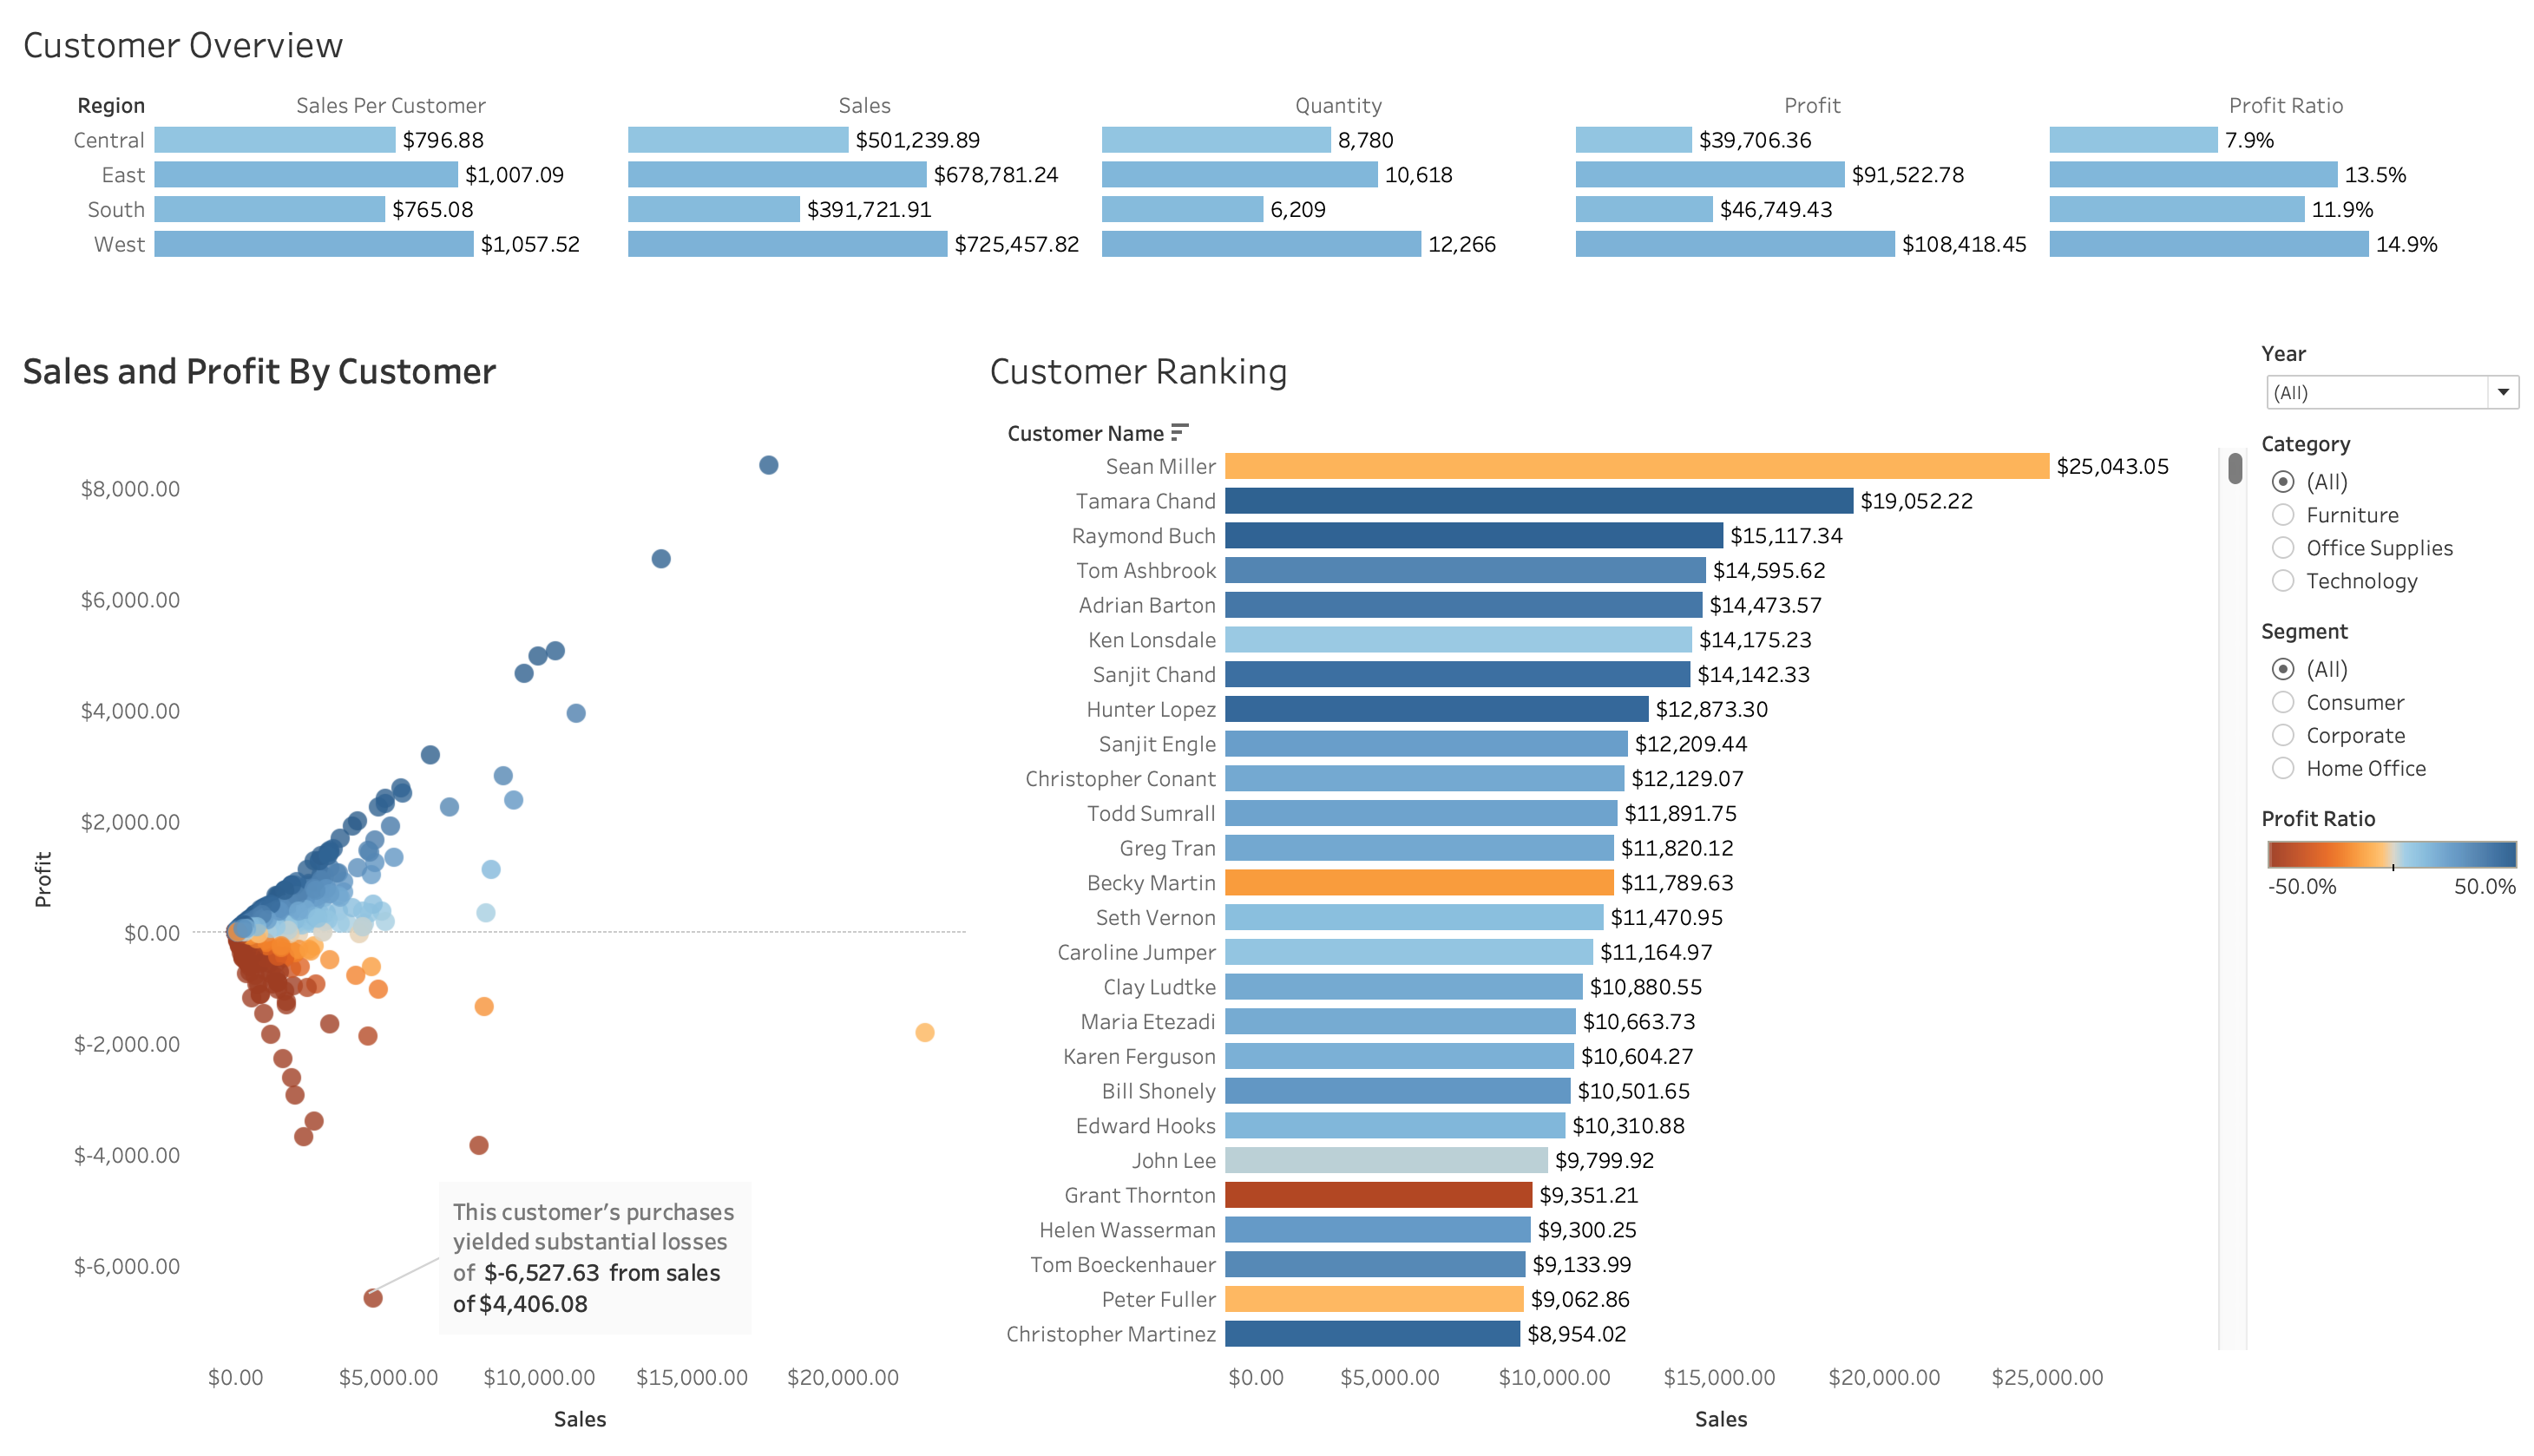 Customer Overview
Region Sales Per Customer Sales Quantity Profit Profit Ratio
Central $796.88 $501,239.89 8,780 $39,706.36 7.9%
East $1,007.09 $678,781.24 10,618 $91,522.78 13.5%
South $765.08 $391,721.91 6,209 $46,749.43 11.9%
West $1,057.52 $725,457.82 12,266 $108,418.45 14.9%
Sales and Profit By Customer
Profit
$8,000.00
$6,000.00
$4,000.00
$2,000.00
$0.00
$-2,000.00
$-4,000.00
$-6,000.00
This customer's purchases
yielded substantial losses
of $-6,527.63 from sales
of $4,406.08
$0.00 $5,000.00 $10,000.00 $15,000.00 $20,000.00
Sales
Customer Ranking
Customer Name
Sean Miller $25,043.05
Tamara Chand $19,052.22
Raymond Buch $15,117.34
Tom Ashbrook $14,595.62
Adrian Barton $14,473.57
Ken Lonsdale $14,175.23
Sanjit Chand $14,142.33
Hunter Lopez $12,873.30
Sanjit Engle $12,209.44
Christopher Conant $12,129.07
Todd Sumrall $11,891.75
Greg Tran $11,820.12
Becky Martin $11,789.63
Seth Vernon $11,470.95
Caroline Jumper $11,164.97
Clay Ludtke $10,880.55
Maria Etezadi $10,663.73
Karen Ferguson $10,604.27
Bill Shonely $10,501.65
Edward Hooks $10,310.88
John Lee $9,799.92
Grant Thornton $9,351.21
Helen Wasserman $9,300.25
Tom Boeckenhauer $9,133.99
Peter Fuller $9,062.86
Christopher Martinez $8,954.02
$0.00 $5,000.00 $10,000.00 $15,000.00 $20,000.00 $25,000.00
Sales
Year
(All)
Category
(All)
Furniture
Office Supplies
Technology
Segment
(All)
Consumer
Corporate
Home Office
Profit Ratio
-50.0% 50.0%